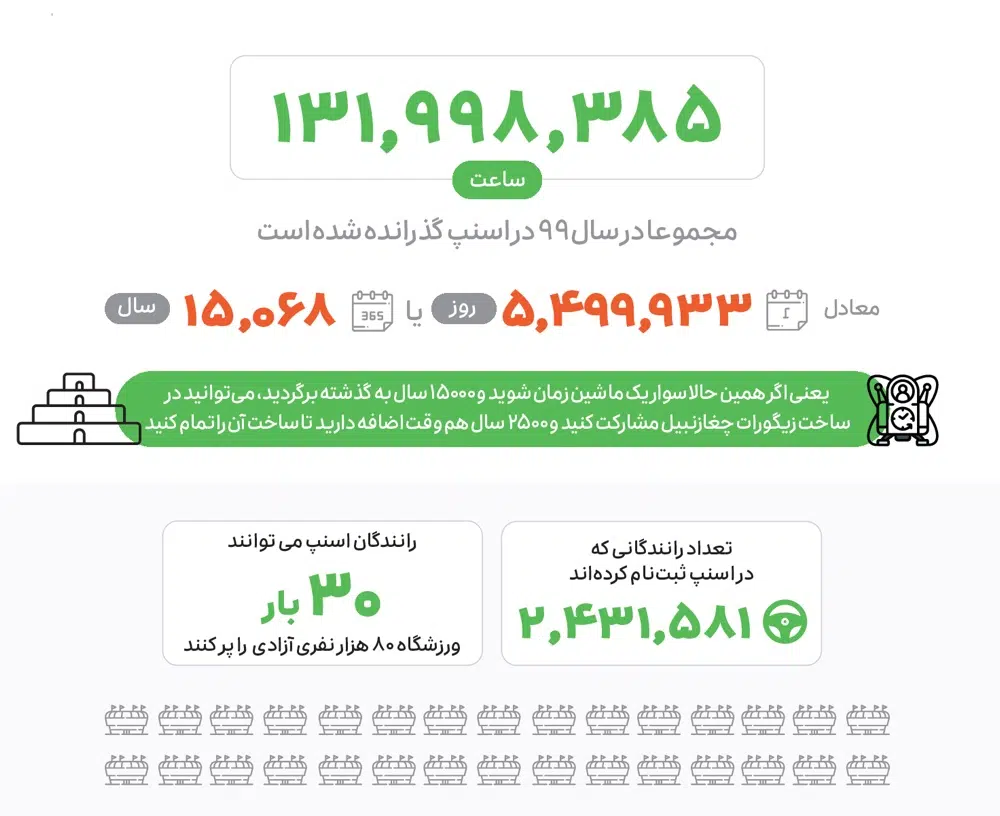 ۱۳۱,۹۹۸,۳۸۵
ساعت
مجموعا در سال ۹۹ در اسنپ گذرانده شده است
معادل 1 ۵,۴۹۹,۹۳۳ روز یا 365 ۱۵,۰۶۸ سال
یعنی اگر همین حالا سوار یک ماشین زمان شوید و ۱۵۰۰۰ سال به گذشته برگردید، می‌توانید در
ساخت زیگورات چغازنبیل مشارکت کنید و ۲۵۰۰ سال هم وقت اضافه دارید تا ساخت آن را تمام کنید
تعداد رانندگانی که
در اسنپ ثبت‌نام کرده‌اند
۲,۴۳۱,۵۸۱
رانندگان اسنپ می توانند
۳۰ بار
ورزشگاه ۸۰ هزار نفری آزادی را پر کنند